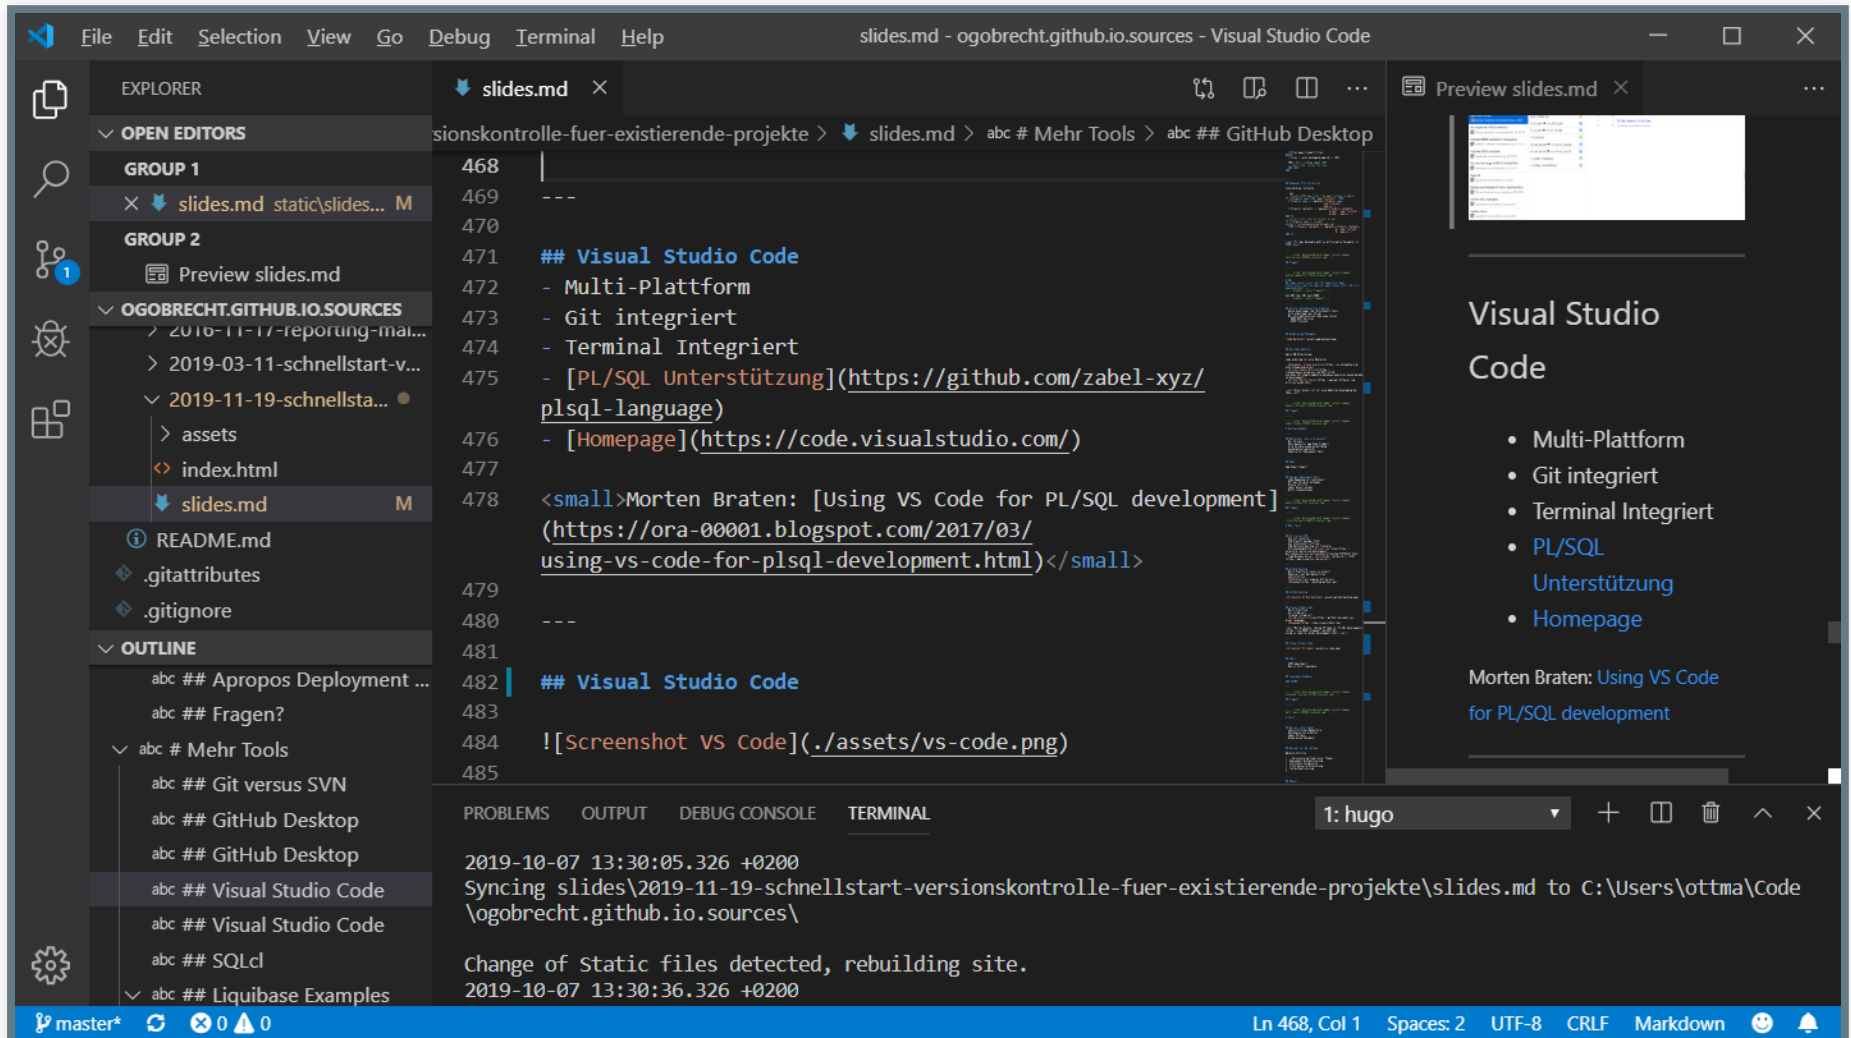 File Edit Selection View Go Debug Terminal Help
slides.md - ogobrecht.github.io.sources - Visual Studio Code
EXPLORER
OPEN EDITORS
GROUP 1
slides.md static\slides... M
GROUP 2
Preview slides.md
OGOBRECHT.GITHUB.IO.SOURCES
2016-11-17-reporting-mai...
2019-03-11-schnellstart-v...
2019-11-19-schnellsta...
assets
index.html
slides.md M
README.md
.gitattributes
.gitignore
OUTLINE
abc ## Apropos Deployment ...
abc ## Fragen?
abc # Mehr Tools
abc ## Git versus SVN
abc ## GitHub Desktop
abc ## GitHub Desktop
abc ## Visual Studio Code
abc ## Visual Studio Code
abc ## SQLcl
abc ## Liquibase Examples
1
slides.md
sionskontrolle-fuer-existierende-projekte > slides.md > abc # Mehr Tools > abc ## GitHub Desktop
468
469 ---
470
471 ## Visual Studio Code
472 - Multi-Plattform
473 - Git integriert
474 - Terminal Integriert
475 - [PL/SQL Unterstützung](https://github.com/zabel-xyz/
plsql-language)
476 - [Homepage](https://code.visualstudio.com/)
477
478 <small>Morten Braten: [Using VS Code for PL/SQL development]
(https://ora-00001.blogspot.com/2017/03/
using-vs-code-for-plsql-development.html)</small>
479
480 ---
481
482 ## Visual Studio Code
483
484 ![Screenshot VS Code](./assets/vs-code.png)
485
Preview slides.md
Visual Studio
Code
• Multi-Plattform
• Git integriert
• Terminal Integriert
• PL/SQL
Unterstützung
• Homepage
Morten Braten: Using VS Code
for PL/SQL development
PROBLEMS OUTPUT DEBUG CONSOLE TERMINAL
1: hugo
2019-10-07 13:30:05.326 +0200
Syncing slides\2019-11-19-schnellstart-versionskontrolle-fuer-existierende-projekte\slides.md to C:\Users\ottma\Code
\ogobrecht.github.io.sources\
Change of Static files detected, rebuilding site.
2019-10-07 13:30:36.326 +0200
master* 0 0
Ln 468, Col 1 Spaces: 2 UTF-8 CRLF Markdown